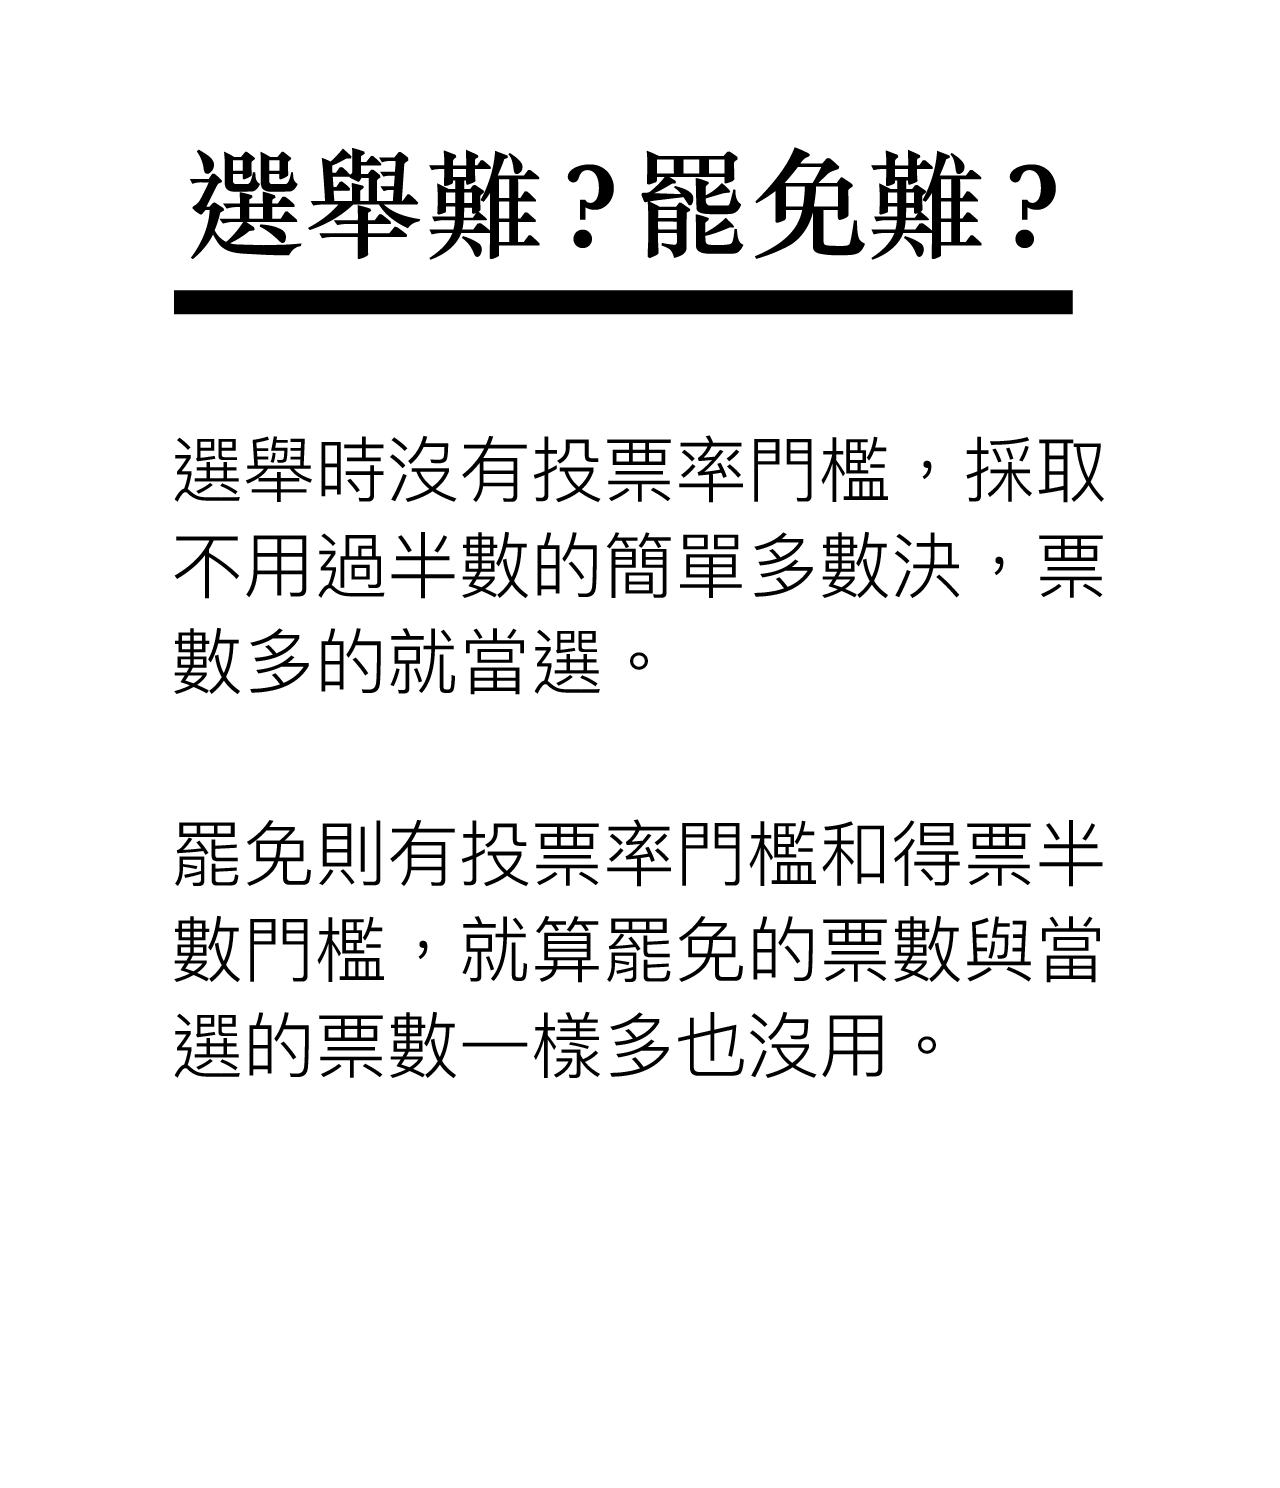 選舉難?罷免難?
選舉時沒有投票率門檻，採取
不用過半數的簡單多數決，票
數多的就當選。
罷免則有投票率門檻和得票半
數門檻，就算罷免的票數與當
選的票數一樣多也沒用。